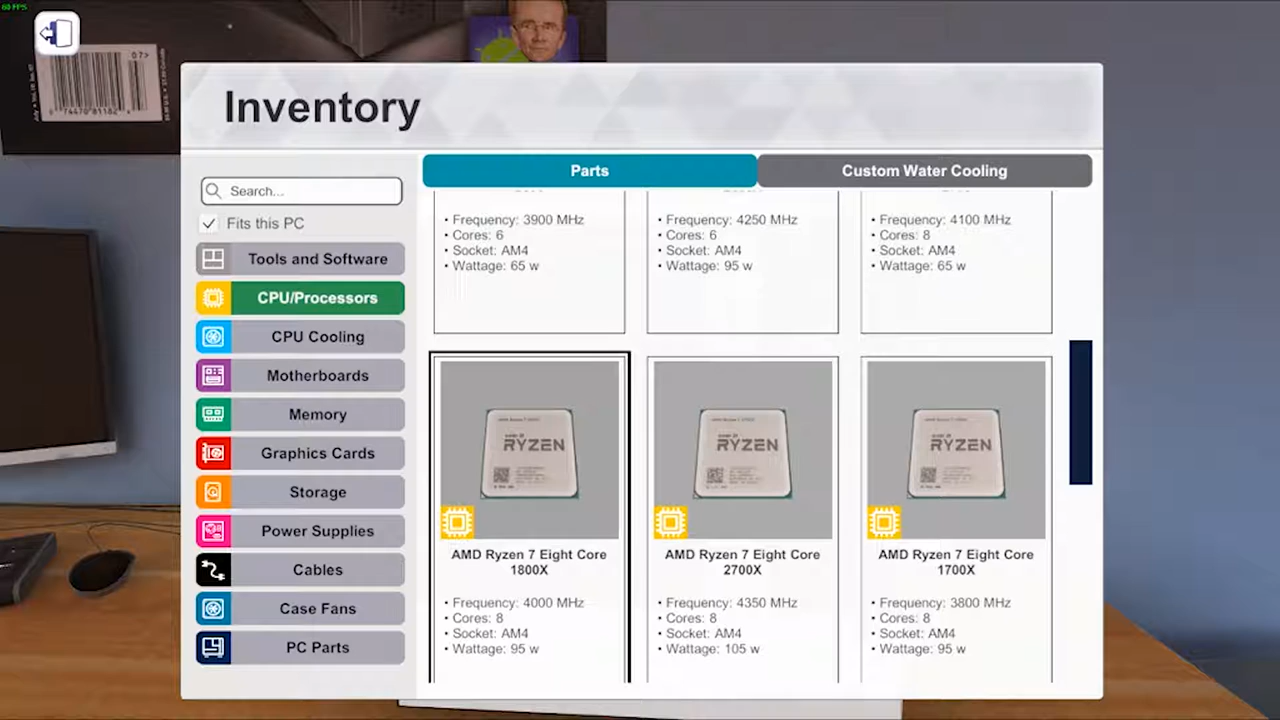 60 FPS
07>
Inventory
Parts
Custom Water Cooling
Search...
Fits this PC
Tools and Software
CPU/Processors
CPU Cooling
Motherboards
Memory
Graphics Cards
Storage
Power Supplies
Cables
Case Fans
PC Parts
• Frequency: 3900 MHz
• Cores: 6
• Socket: AM4
• Wattage: 65 w
• Frequency: 4250 MHz
• Cores: 6
• Socket: AM4
• Wattage: 95 w
• Frequency: 4100 MHz
• Cores: 8
• Socket: AM4
• Wattage: 65 w
RYZEN
AMD Ryzen 7 Eight Core
1800X
• Frequency: 4000 MHz
• Cores: 8
• Socket: AM4
• Wattage: 95 w
RYZEN
AMD Ryzen 7 Eight Core
2700X
• Frequency: 4350 MHz
• Cores: 8
• Socket: AM4
• Wattage: 105 w
RYZEN
AMD Ryzen 7 Eight Core
1700X
• Frequency: 3800 MHz
• Cores: 8
• Socket: AM4
• Wattage: 95 w